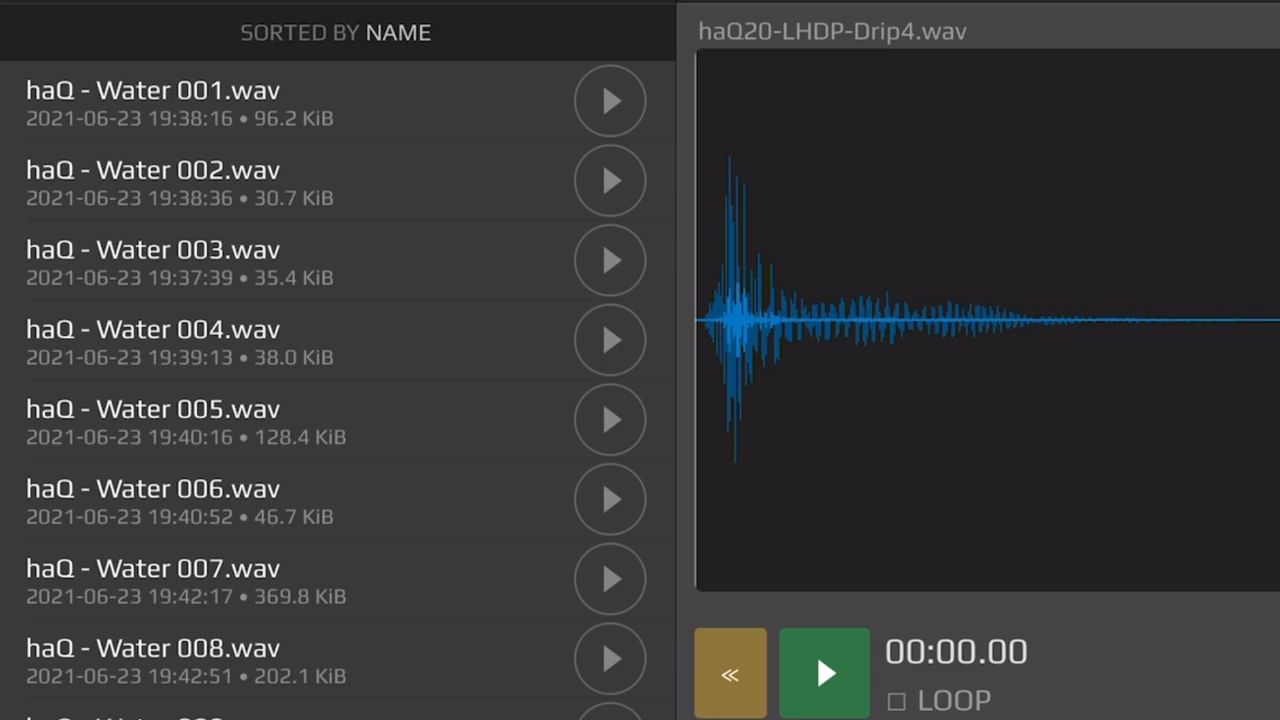 SORTED BY NAME
haQ - Water 001.wav
2021-06-23 19:38:16 • 96.2 KiB
haQ - Water 002.wav
2021-06-23 19:38:36 • 30.7 KiB
haQ - Water 003.wav
2021-06-23 19:37:39 • 35.4 KiB
haQ - Water 004.wav
2021-06-23 19:39:13 • 38.0 KiB
haQ - Water 005.wav
2021-06-23 19:40:16 • 128.4 KiB
haQ - Water 006.wav
2021-06-23 19:40:52 • 46.7 KiB
haQ - Water 007.wav
2021-06-23 19:42:17 • 369.8 KiB
haQ - Water 008.wav
2021-06-23 19:42:51 • 202.1 KiB
haQ20-LHDP-Drip4.wav
00:00.00
LOOP